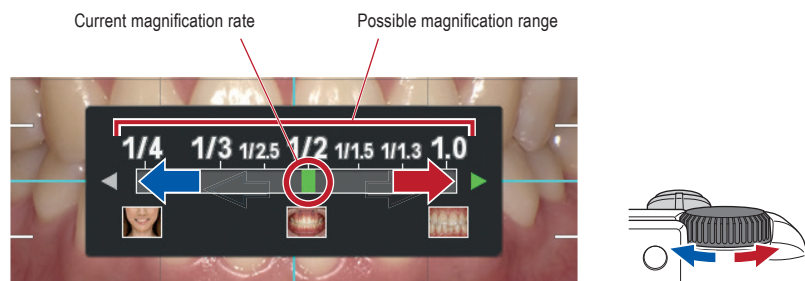 Current magnification rate
Possible magnification range
1/4 1/3 1/2.5 1/2 1/1.5 1/1.3 1.0